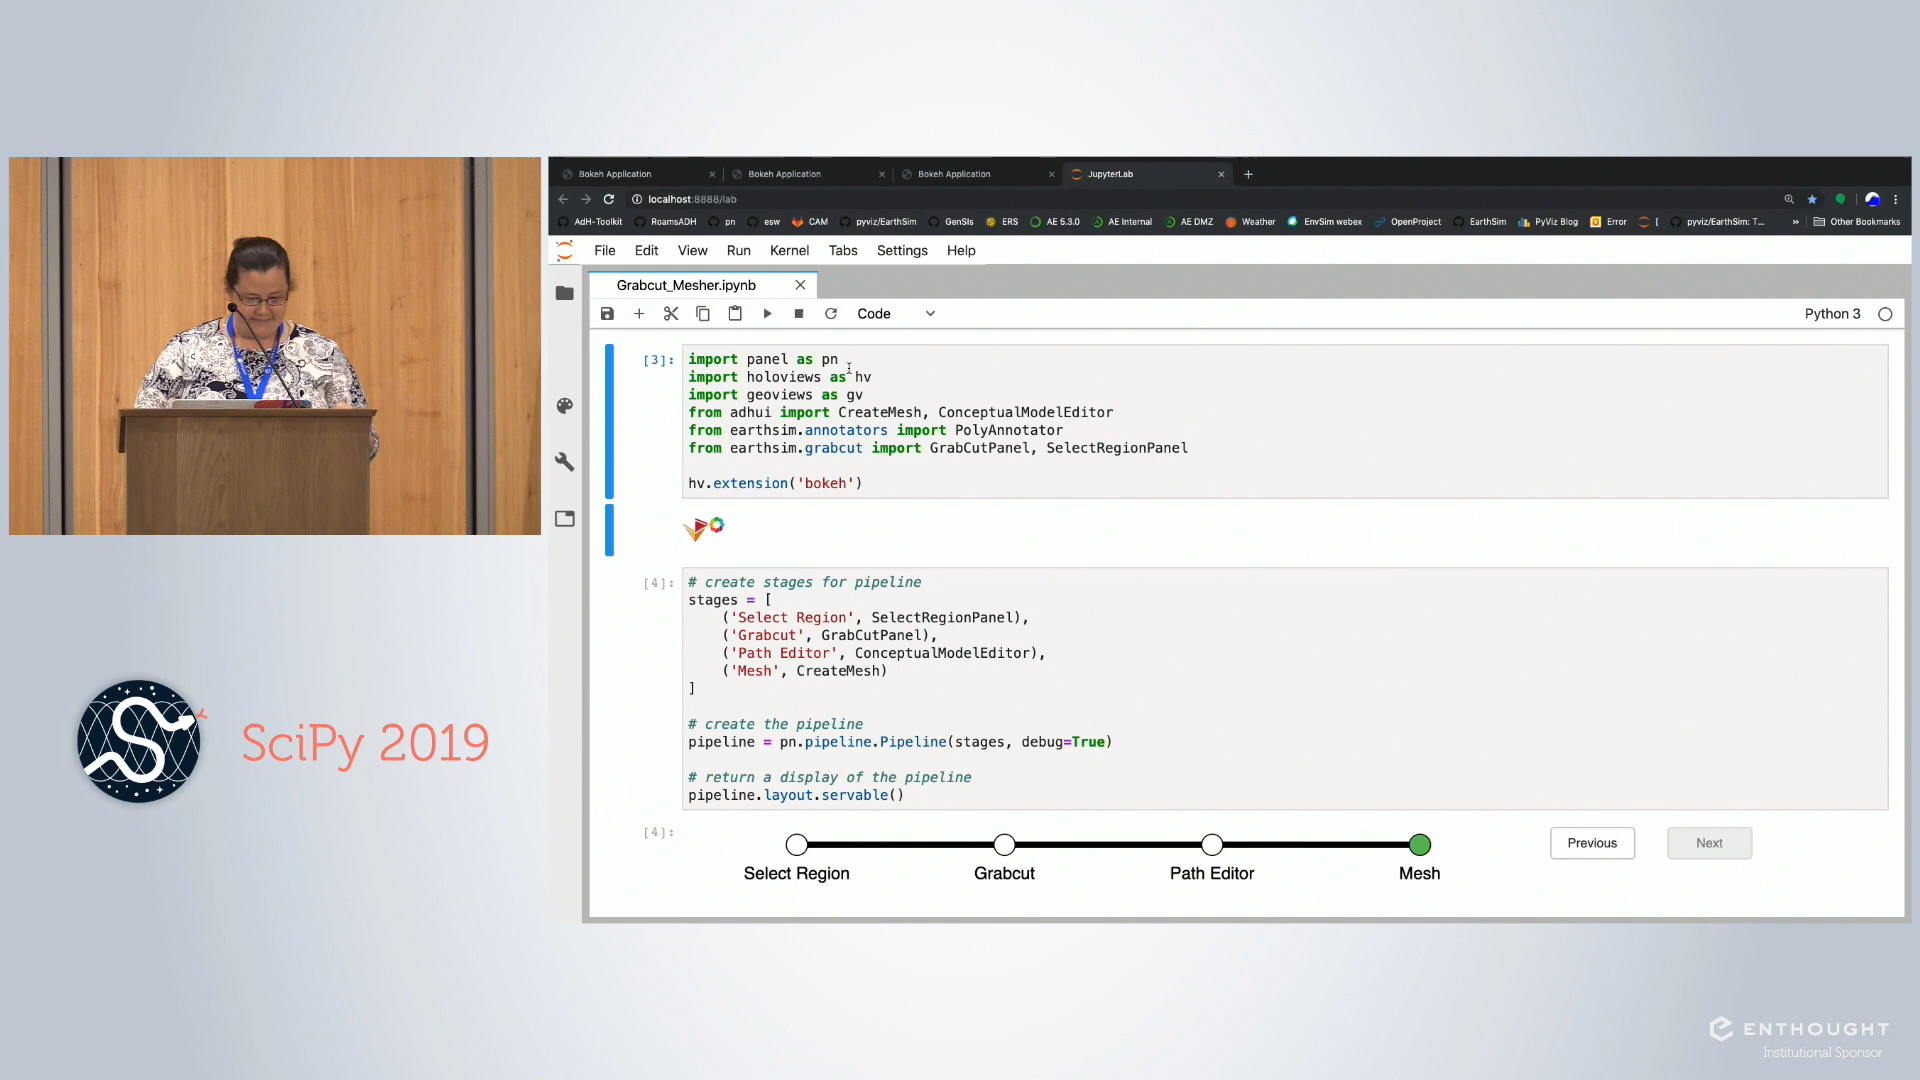 Bokeh Application
Bokeh Application
Bokeh Application
JupyterLab
localhost:8888/lab
AdH-Toolkit
RoamsADH
pn
esw
CAM
pyviz/EarthSim
GenSIs
ERS
AE 5.3.0
AE Internal
AE DMZ
Weather
EnvSim webex
OpenProject
EarthSim
PyViz Blog
Error
[
pyviz/EarthSim: T...
»
Other Bookmarks
File Edit View Run Kernel Tabs Settings Help
Grabcut_Mesher.ipynb
Code
Python 3
[3]:
import panel as pn
import holoviews as hv
import geoviews as gv
from adhui import CreateMesh, ConceptualModelEditor
from earthsim.annotators import PolyAnnotator
from earthsim.grabcut import GrabCutPanel, SelectRegionPanel
hv.extension('bokeh')
[4]:
# create stages for pipeline
stages = [
('Select Region', SelectRegionPanel),
('Grabcut', GrabCutPanel),
('Path Editor', ConceptualModelEditor),
('Mesh', CreateMesh)
]
# create the pipeline
pipeline = pn.pipeline.Pipeline(stages, debug=True)
# return a display of the pipeline
pipeline.layout.servable()
[4]:
Select Region
Grabcut
Path Editor
Mesh
Previous
Next
SciPy 2019
ENTHOUGHT
Institutional Sponsor